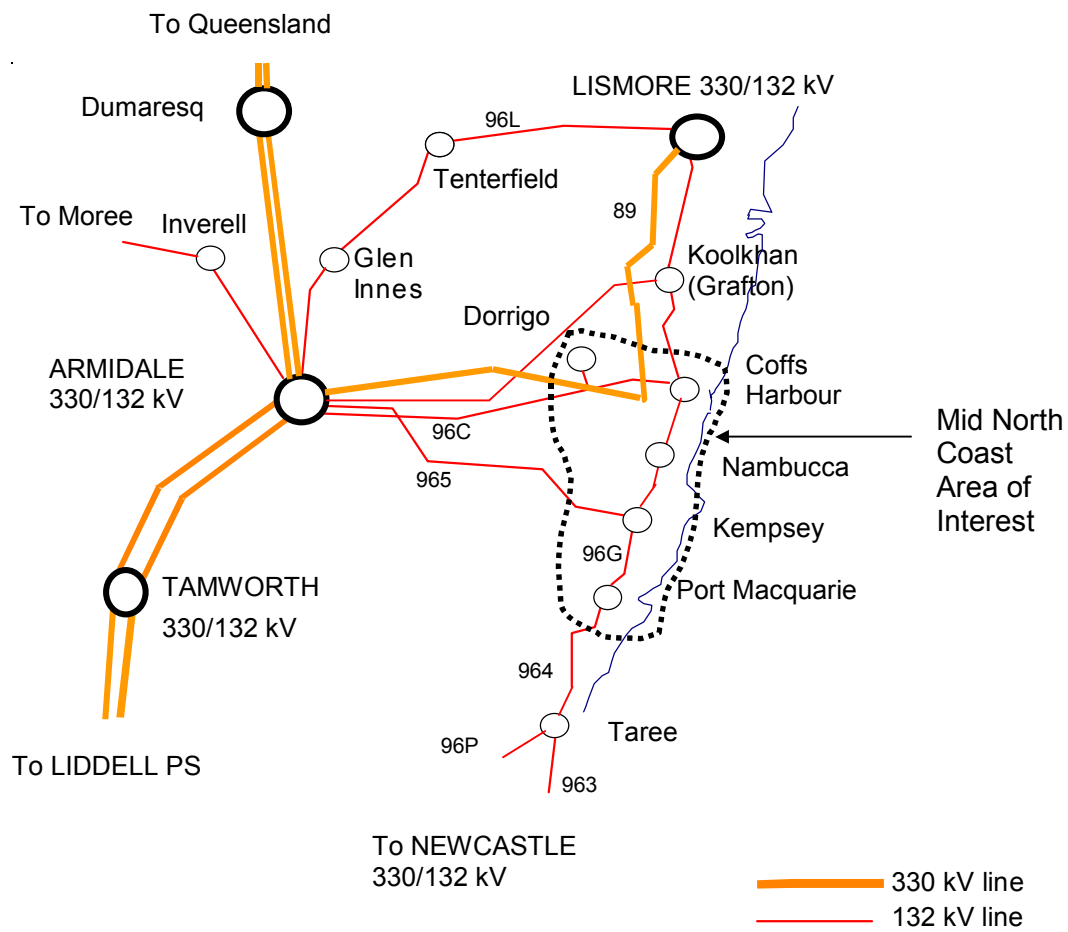 To Queensland
Dumaresq
LISMORE 330/132 kV
96L
Tenterfield
89
To Moree
Inverell
Glen
Innes
Koolkhan
(Grafton)
Dorrigo
ARMIDALE
330/132 kV
Coffs
Harbour
96C
965
Nambucca
Mid North
Coast
Area of
Interest
Kempsey
96G
Port Macquarie
TAMWORTH
330/132 kV
964
Taree
96P
963
To LIDDELL PS
To NEWCASTLE
330/132 kV
330 kV line
132 kV line